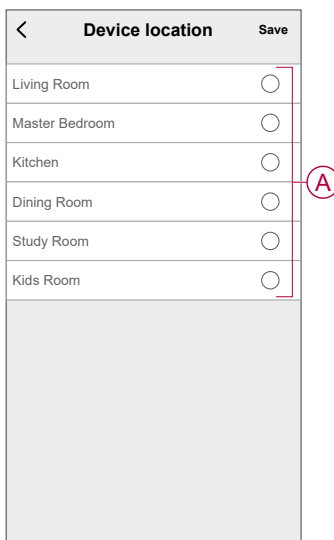 Device location Save
Living Room
Master Bedroom
Kitchen
Dining Room
Study Room
Kids Room
A